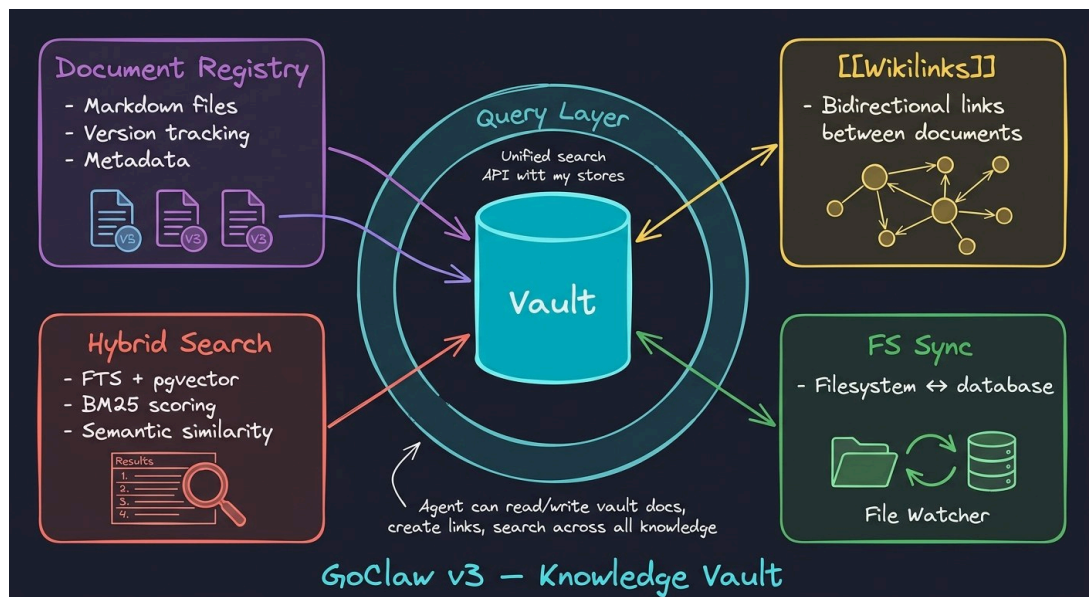 Document Registry
- Markdown files
- Version tracking
- Metadata
v5
v3
v3
Query Layer
Unified search
API witt my stores
Vault
[[Wikilinks]]
- Bidirectional links
between documents
Hybrid Search
- FTS + pgvector
- BM25 scoring
- Semantic similarity
Results
1.
2.
S.
4.
FS Sync
- Filesystem ↔ database
File Watcher
Agent can read/write vault docs,
create links, search across all knowledge
GoClaw v3 — Knowledge Vault